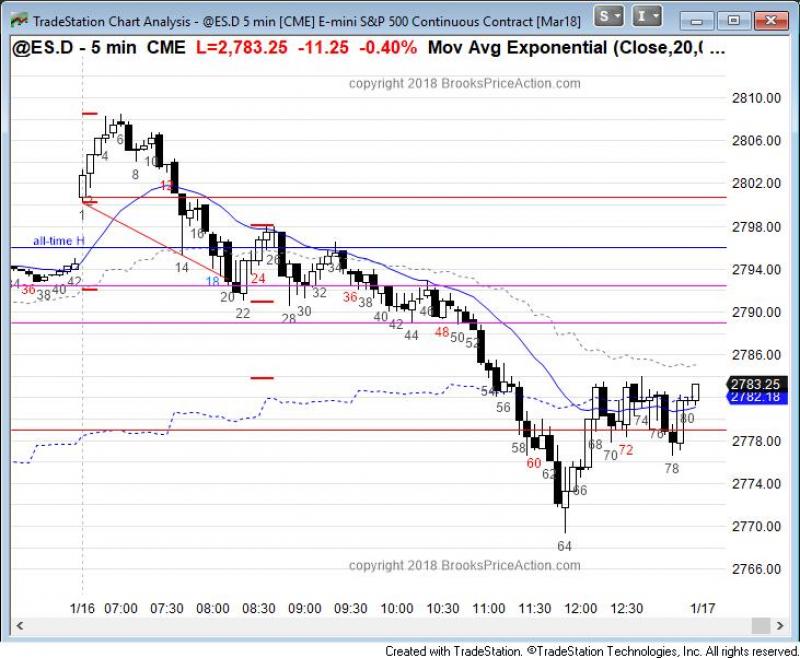 TradeStation Chart Analysis - @ES.D 5 min [CME] E-mini S&P 500 Continuous Contract [Mar18]
S I
@ES.D - 5 min CME L=2,783.25 -11.25 -0.40% Mov Avg Exponential (Close,20,( ...
copyright 2018 BrooksPriceAction.com
2810.00
2806.00
2802.00
2798.00
2794.00
2790.00
2786.00
2783.25
2782.18
2778.00
2774.00
2770.00
2766.00
all-time H
36 38 40 42
1 4 6 8 10 12
14 16 18 20 22 24 26 28 30 32 34
36 38 40 42 44 46 48 50 52
54 56 58 60 62 64 66 68 70 72 74 76 78 80
copyright 2018 BrooksPriceAction.com
1/16 07:00 07:30 08:00 08:30 09:00 09:30 10:00 10:30 11:00 11:30 12:00 12:30 1/17
Created with TradeStation. ©TradeStation Technologies, Inc. All rights reserved.